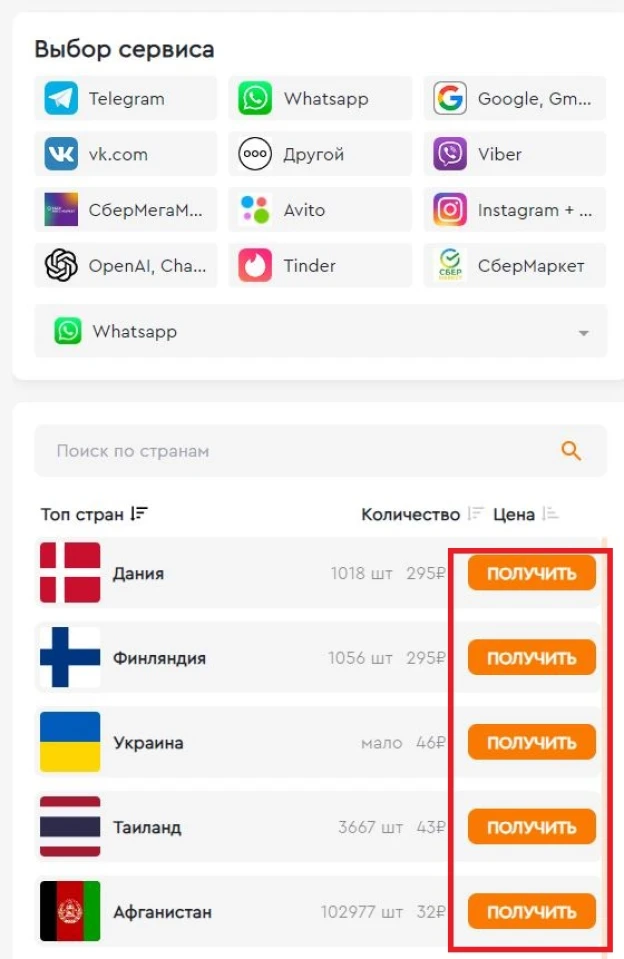 Выбор сервиса
Telegram Whatsapp Google, Gm...
vk.com Другой Viber
СберМегаМ... Avito Instagram + ...
OpenAI, Cha... Tinder СберМаркет
Whatsapp
Поиск по странам
Топ стран Количество Цена
Дания 1018 шт 295₽ ПОЛУЧИТЬ
Финляндия 1056 шт 295₽ ПОЛУЧИТЬ
Украина мало 46₽ ПОЛУЧИТЬ
Таиланд 3667 шт 43₽ ПОЛУЧИТЬ
Афганистан 102977 шт 32₽ ПОЛУЧИТЬ